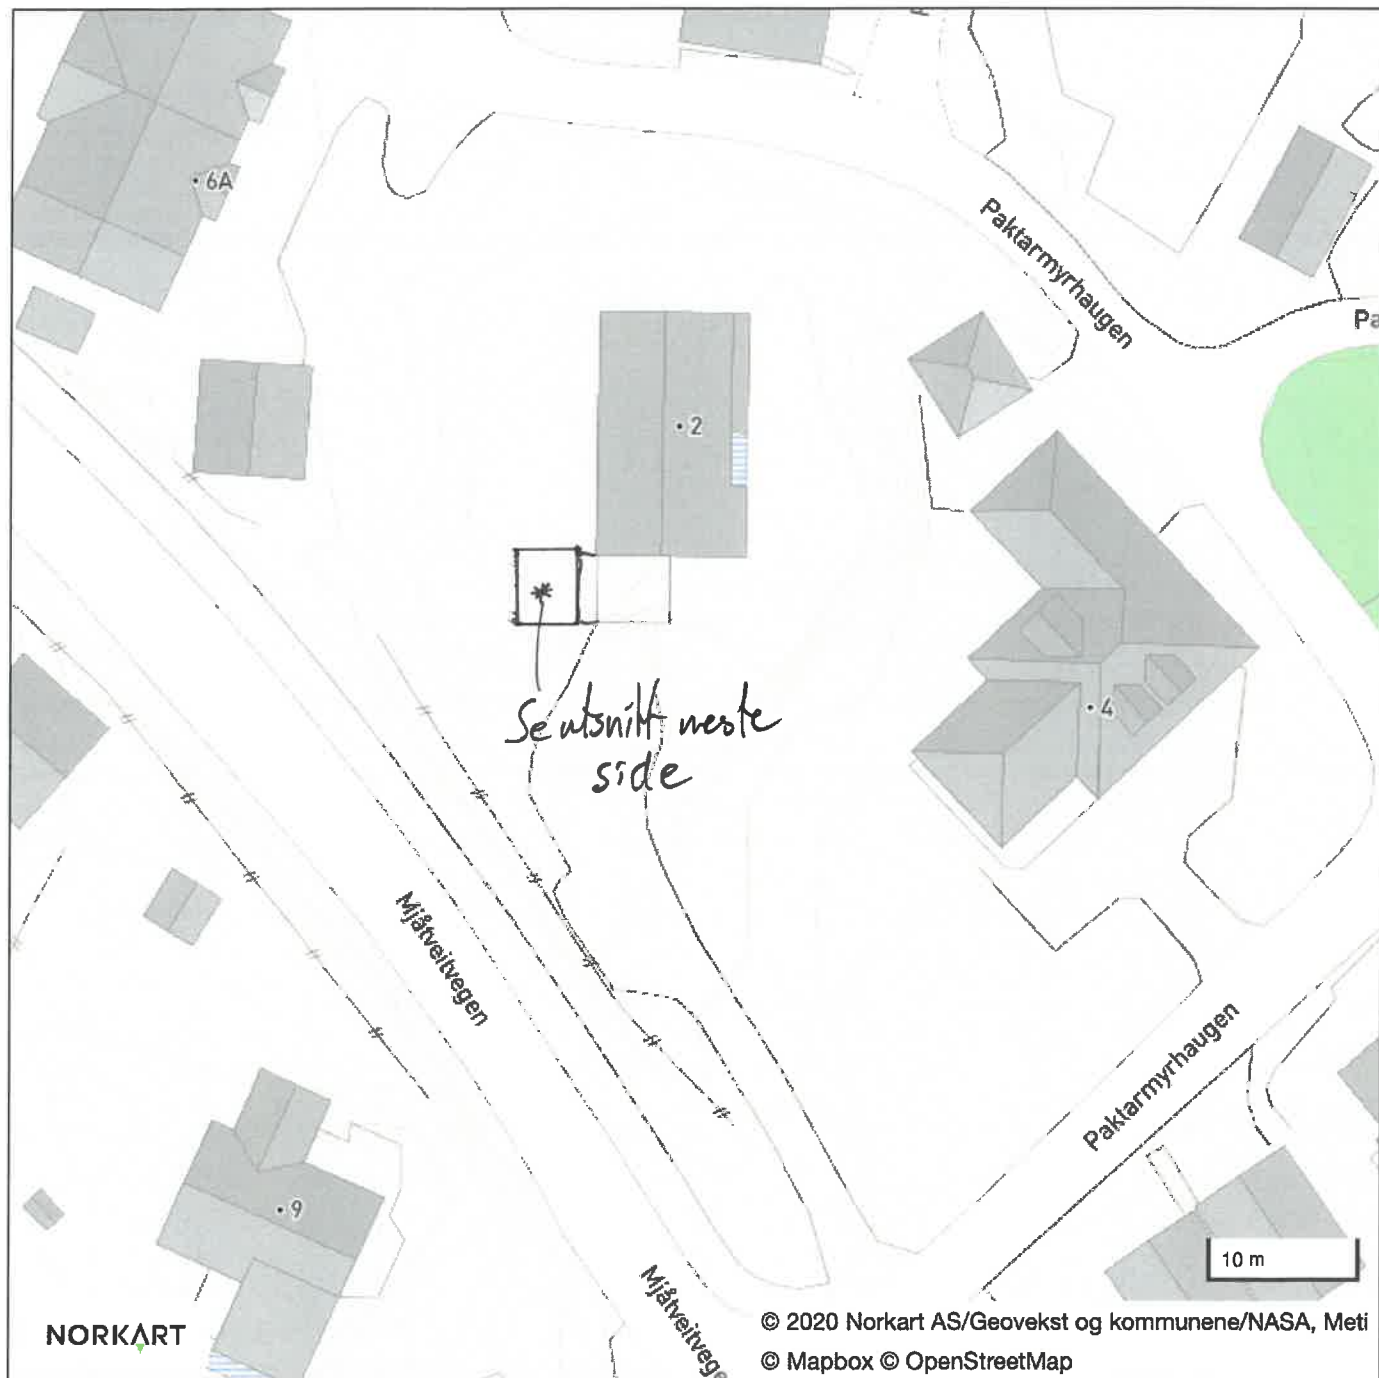 6A
Paktarmyrhaugen
Pa
2
4
Se utsnitt neste
side
Mjåtveitvegen
Paktarmyrhaugen
9
10 m
Mjåtveitvege
NORKART
© 2020 Norkart AS/Geovekst og kommunene/NASA, Meti
© Mapbox © OpenStreetMap